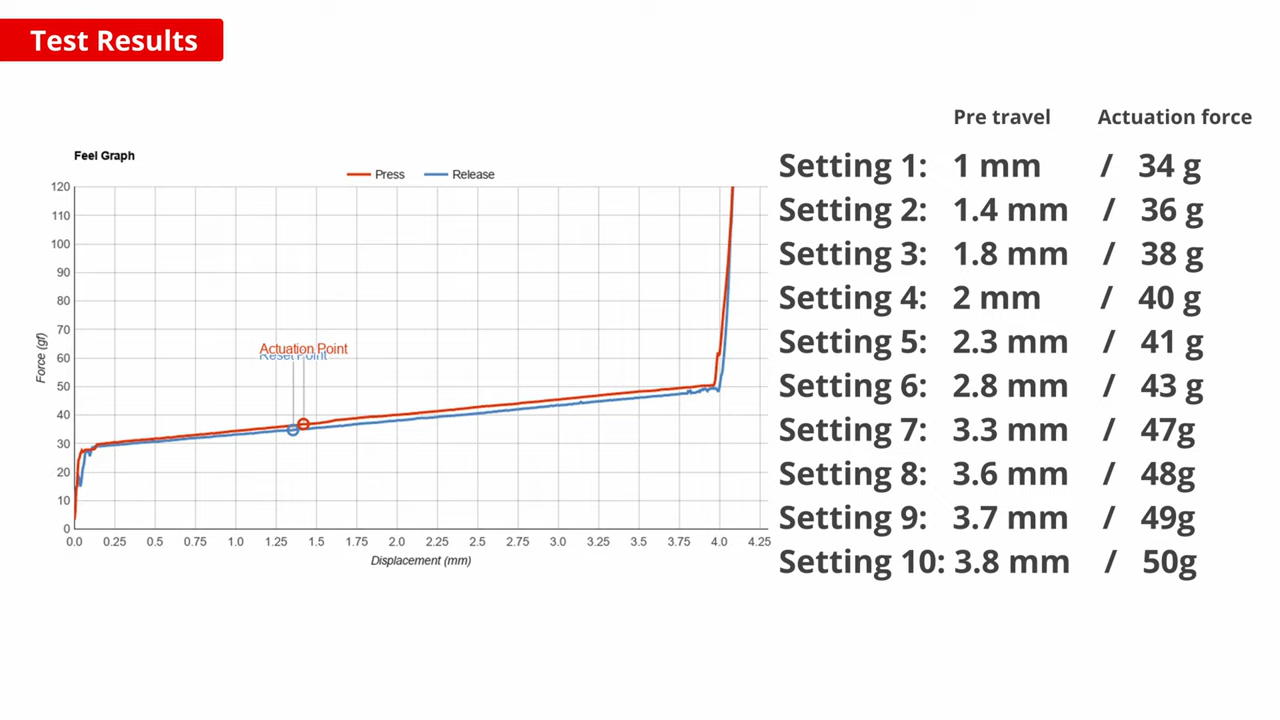 Test Results
Pre travel Actuation force
Feel Graph
Press Release
Setting 1: 1 mm / 34 g
Setting 2: 1.4 mm / 36 g
Setting 3: 1.8 mm / 38 g
Setting 4: 2 mm / 40 g
Setting 5: 2.3 mm / 41 g
Setting 6: 2.8 mm / 43 g
Setting 7: 3.3 mm / 47g
Setting 8: 3.6 mm / 48g
Setting 9: 3.7 mm / 49g
Setting 10: 3.8 mm / 50g
120
110
100
90
80
70
60
50
40
30
20
10
0
Force (gf)
Actuation Point
Reset Point
0.0 0.25 0.5 0.75 1.0 1.25 1.5 1.75 2.0 2.25 2.5 2.75 3.0 3.25 3.5 3.75 4.0 4.25
Displacement (mm)